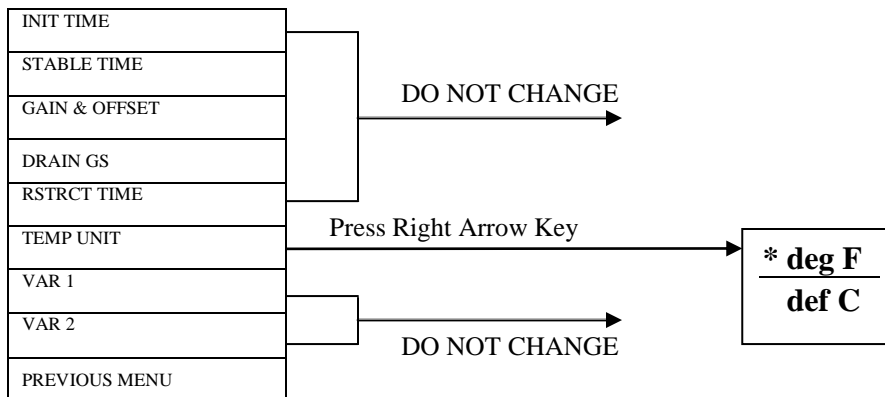 INIT TIME
STABLE TIME
GAIN & OFFSET
DRAIN GS
RSTRCT TIME
TEMP UNIT
VAR 1
VAR 2
PREVIOUS MENU
DO NOT CHANGE
Press Right Arrow Key
* deg F
def C
DO NOT CHANGE